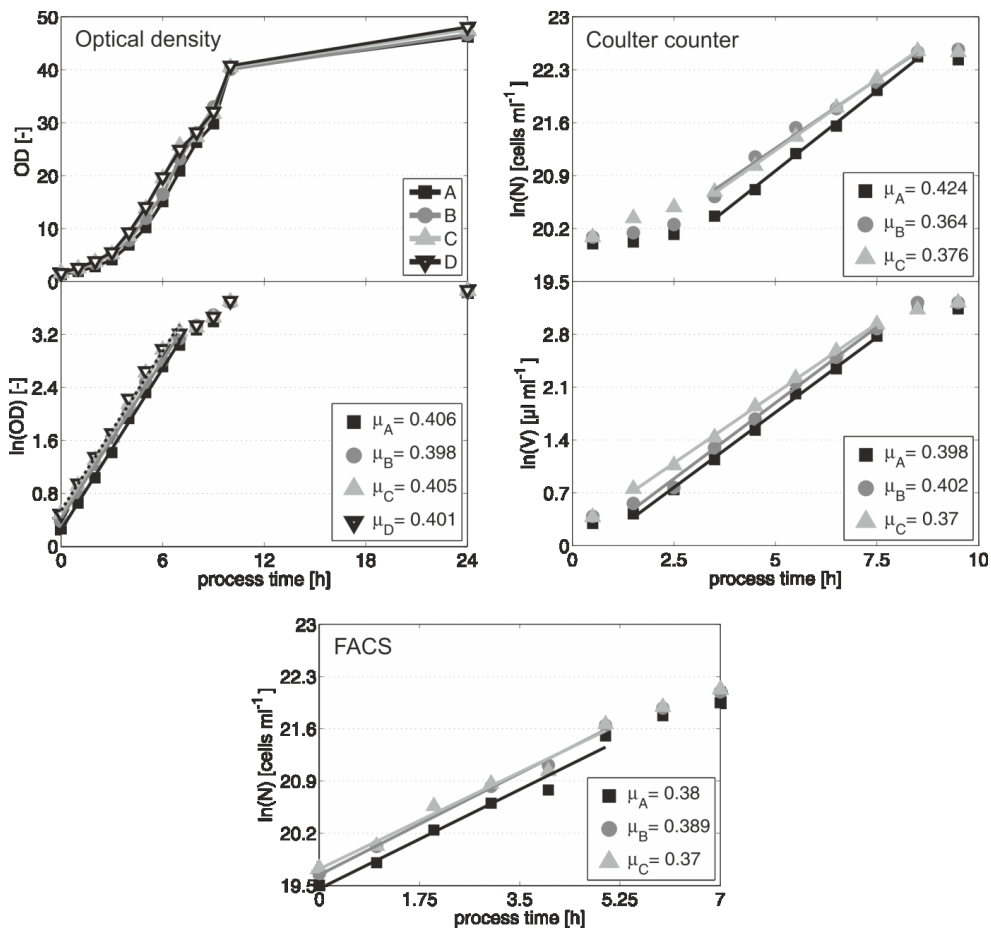 Optical density
OD [-]
50
40
30
20
10
0
A
B
C
D
ln(OD) [-]
3.2
2.4
1.6
0.8
0
μA= 0.406
μB= 0.398
μC= 0.405
μD= 0.401
0 6 12 18 24
process time [h]
Coulter counter
ln(N) [cells ml-1]
23
22.3
21.6
20.9
20.2
19.5
μA= 0.424
μB= 0.364
μC= 0.376
ln(V) [μl ml-1]
2.8
2.1
1.4
0.7
0
μA= 0.398
μB= 0.402
μC= 0.37
0 2.5 5 7.5 10
process time [h]
FACS
ln(N) [cells ml-1]
23
22.3
21.6
20.9
20.2
19.5
μA= 0.38
μB= 0.389
μC= 0.37
0 1.75 3.5 5.25 7
process time [h]